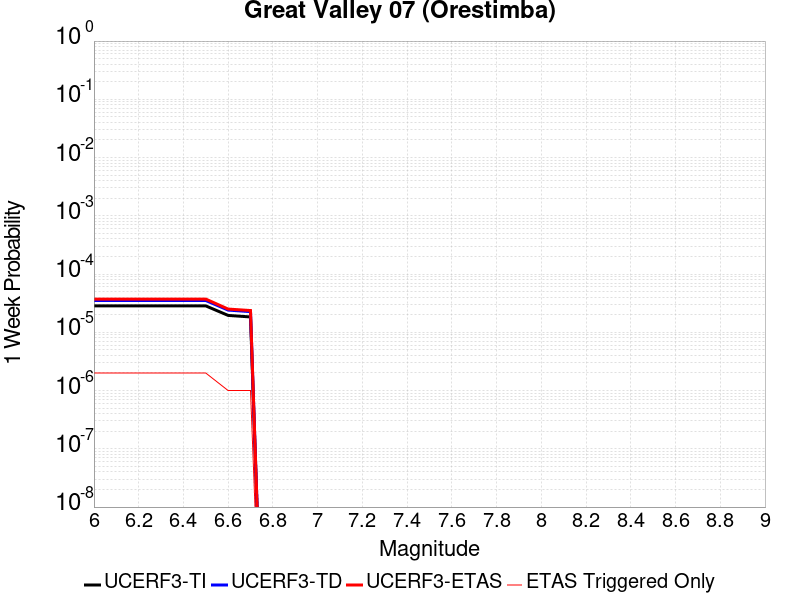 Great Valley 07 (Orestimba)
10^0
10^-1
10^-2
10^-3
10^-4
10^-5
10^-6
10^-7
10^-8
1 Week Probability
6 6.2 6.4 6.6 6.8 7 7.2 7.4 7.6 7.8 8 8.2 8.4 8.6 8.8 9
Magnitude
UCERF3-TI UCERF3-TD UCERF3-ETAS ETAS Triggered Only